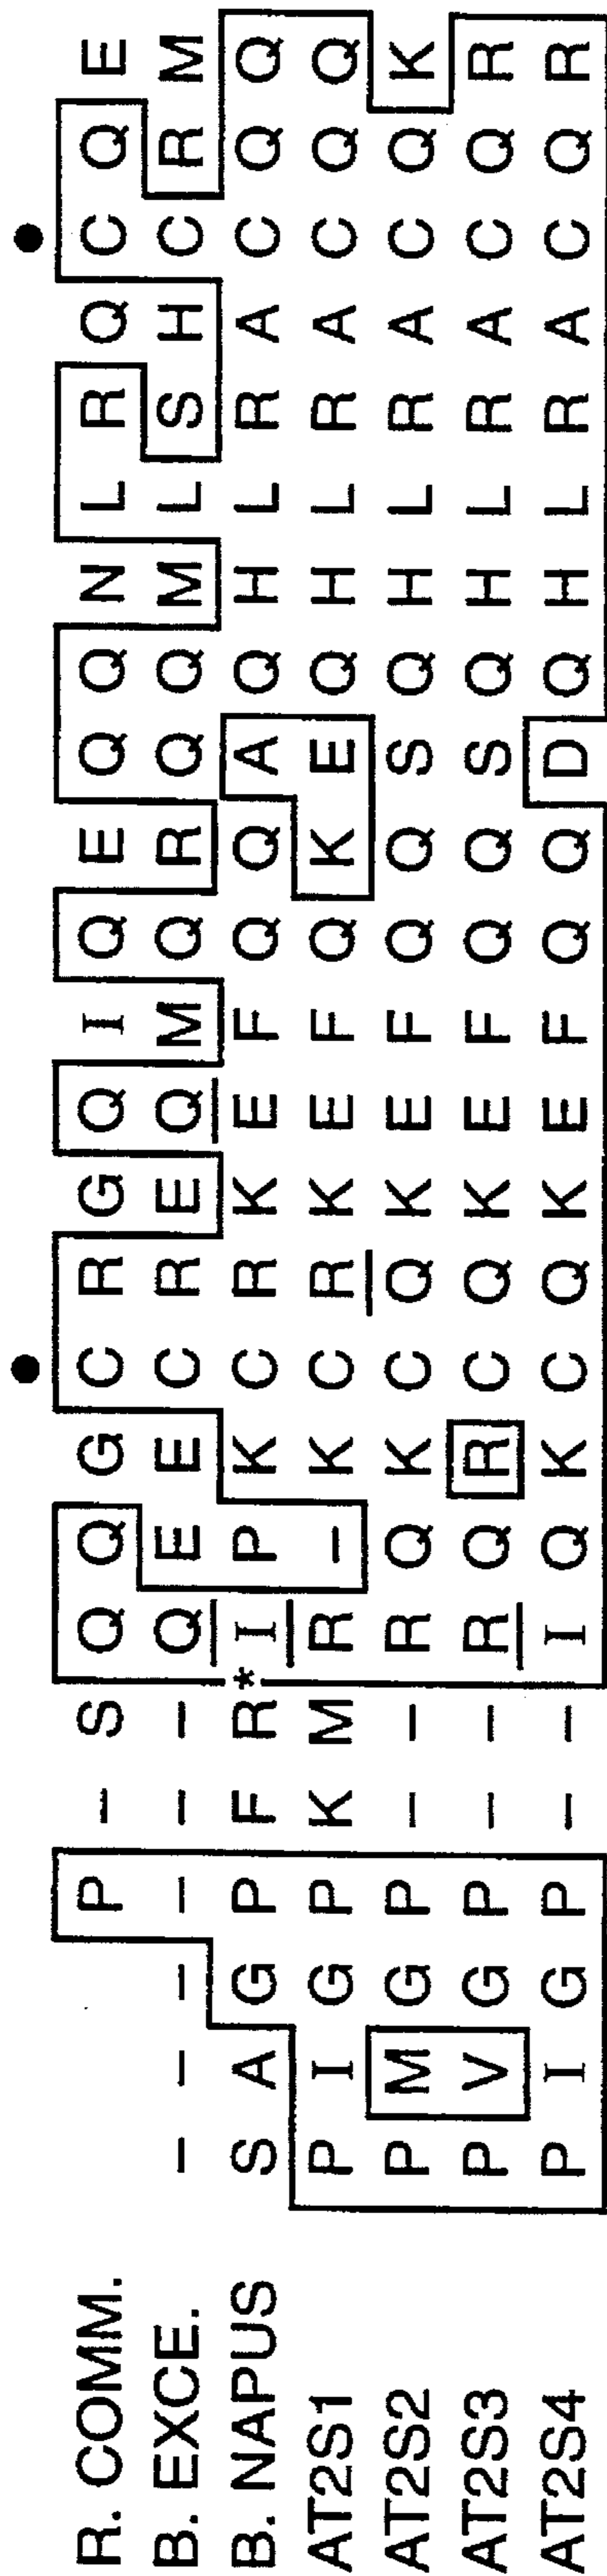 ● ●
R. COMM. P – S Q Q G C R G Q I Q E Q Q N L R Q C Q E
B. EXCE. – – – – – – Q E E C R E Q M Q R Q Q M L S H C R M
B. NAPUS S A G P F R * I P K C R K E F Q Q A Q H L R A C Q Q
AT2S1 P I G P K M R – K C R K E F Q K E Q H L R A C Q Q
AT2S2 P M G P – – R Q K C Q K E F Q Q S Q H L R A C Q K
AT2S3 P V G P – – R Q R C Q K E F Q Q S Q H L R A C Q R
AT2S4 P I G P – – I Q K C Q K E F Q Q D Q H L R A C Q R